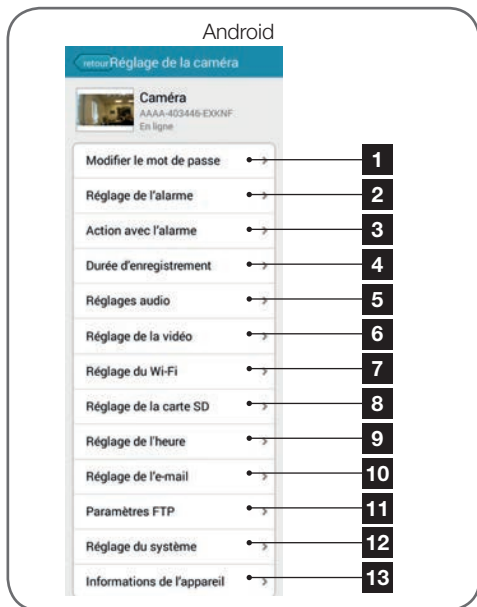 Android
retour Réglage de la caméra
Caméra
AAAA-403446-EXKNF
En ligne
Modifier le mot de passe 1
Réglage de l'alarme 2
Action avec l'alarme 3
Durée d'enregistrement 4
Réglages audio 5
Réglage de la vidéo 6
Réglage du Wi-Fi 7
Réglage de la carte SD 8
Réglage de l'heure 9
Réglage de l'e-mail 10
Paramètres FTP 11
Réglage du système 12
Informations de l'appareil 13